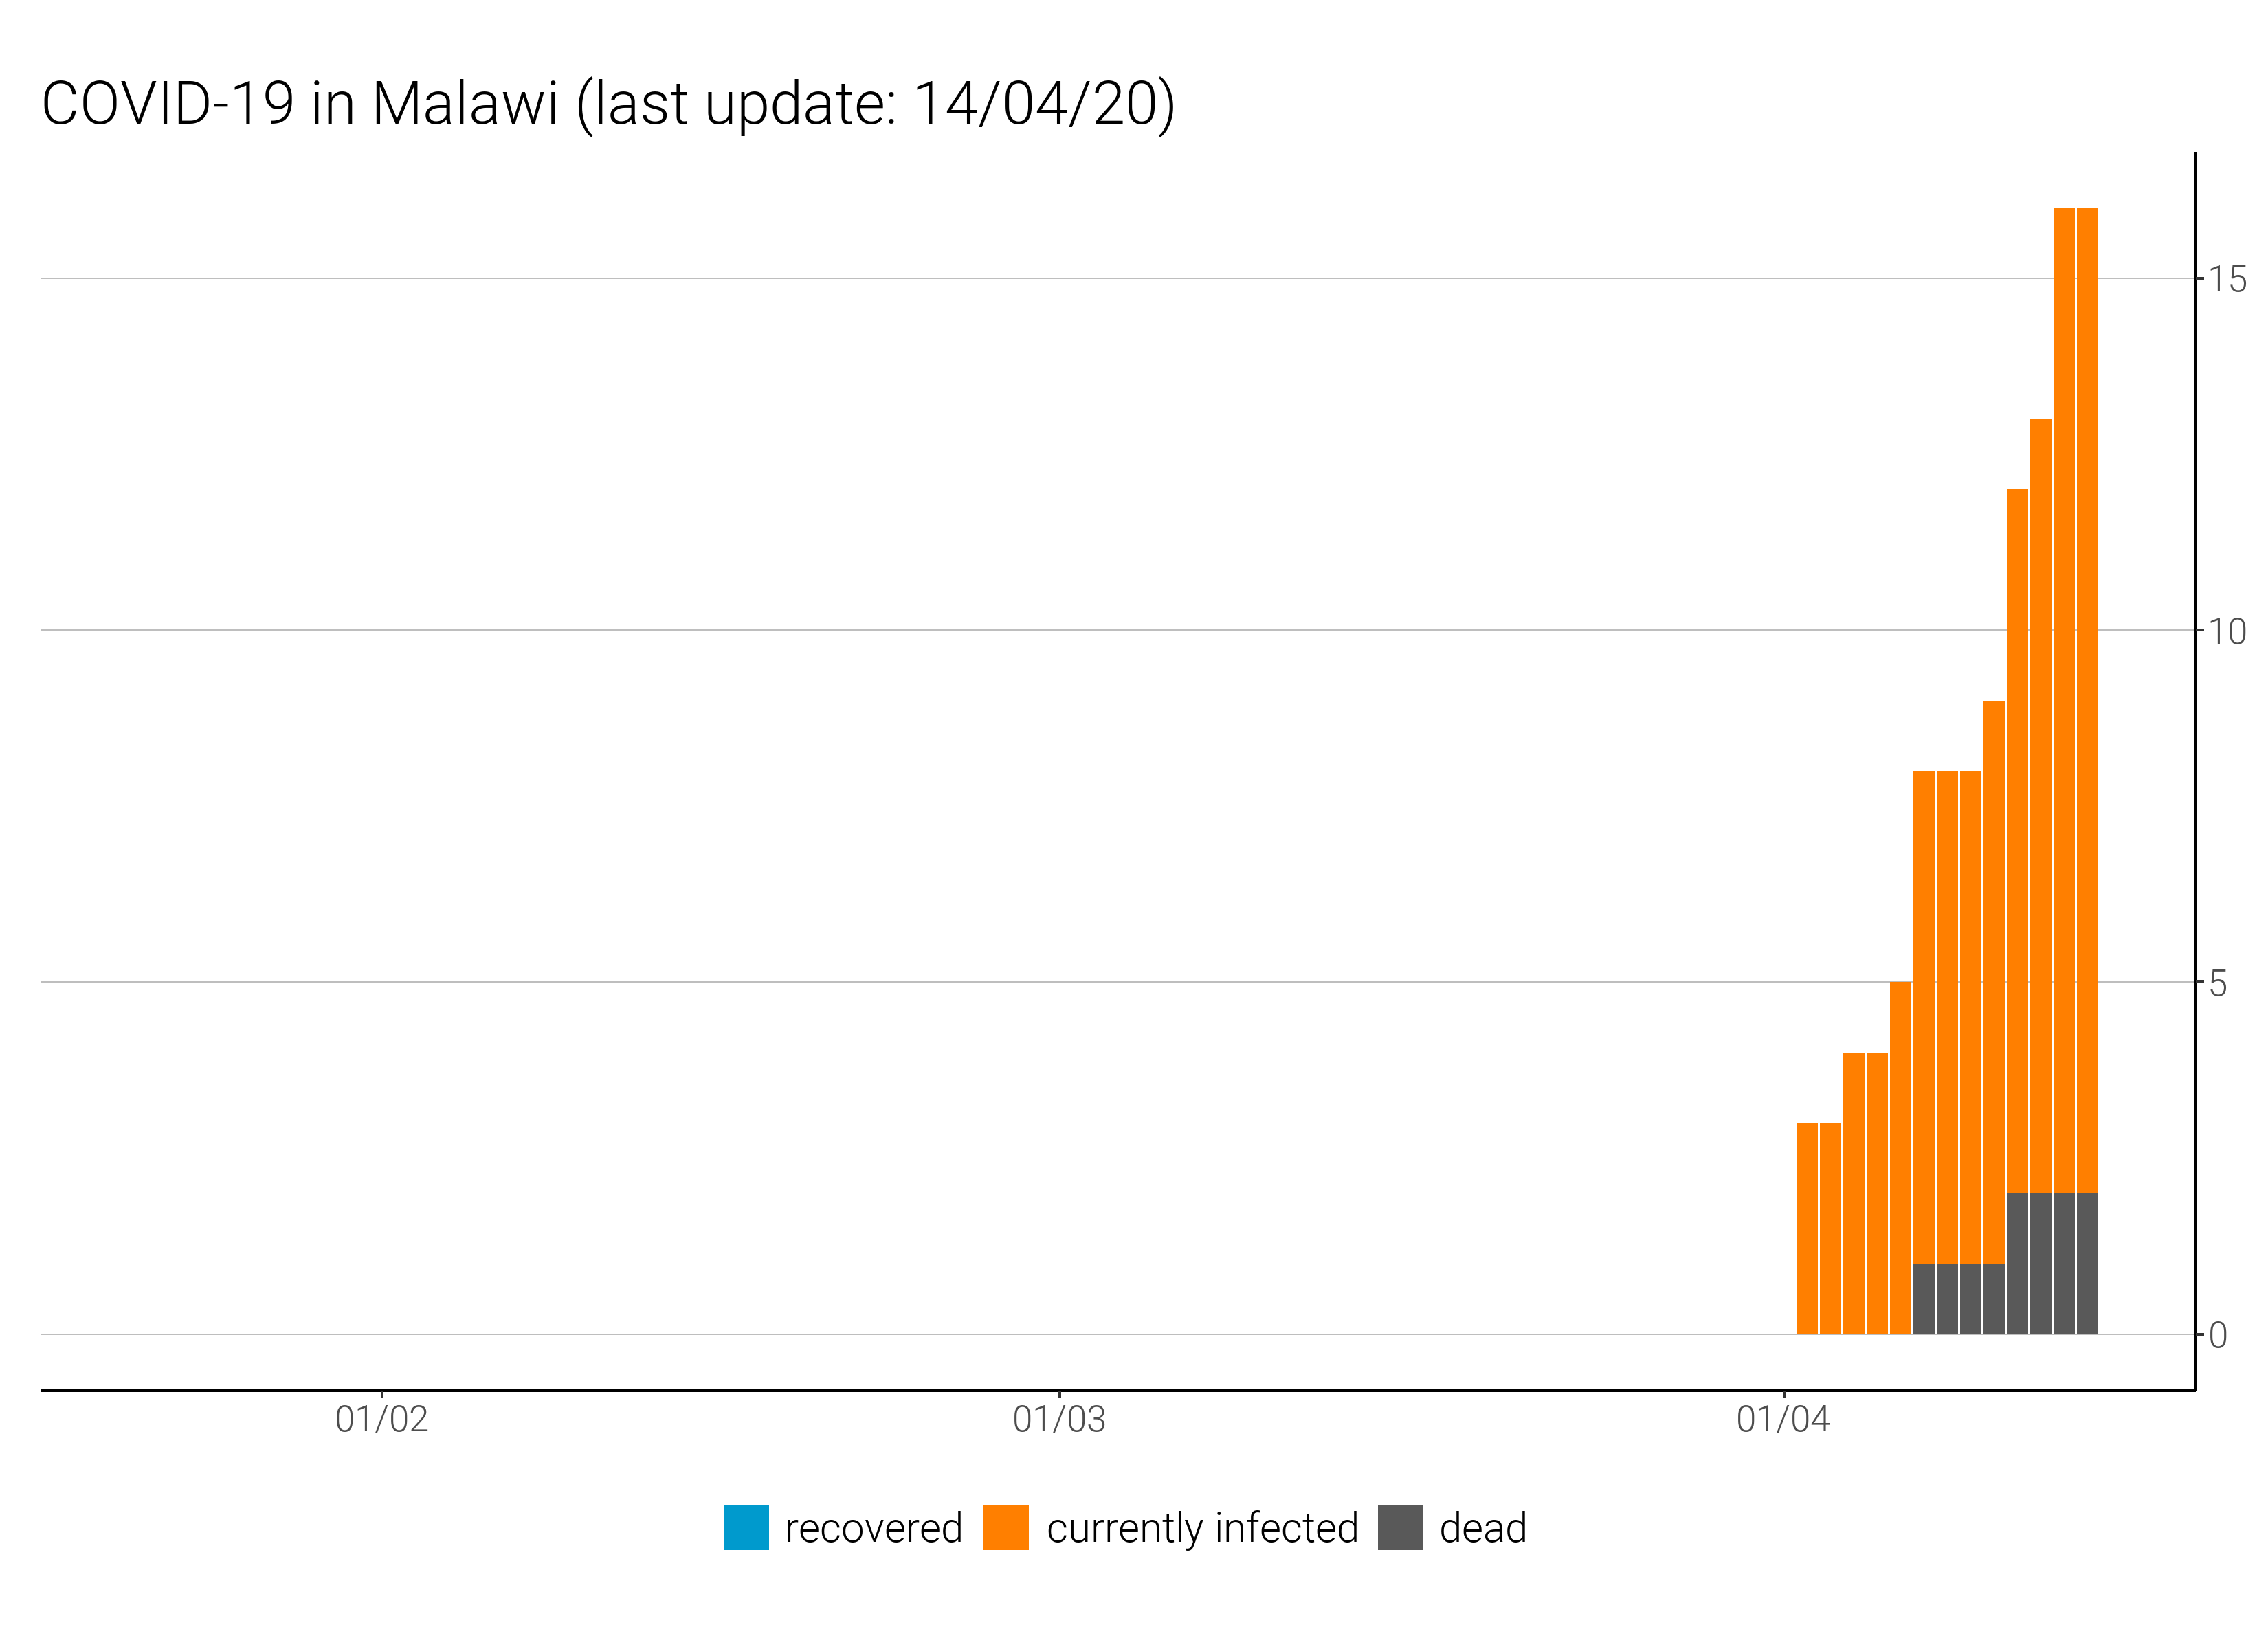 COVID-19 in Malawi (last update: 14/04/20)
15
10
5
0
01/02 01/03 01/04
recovered currently infected dead